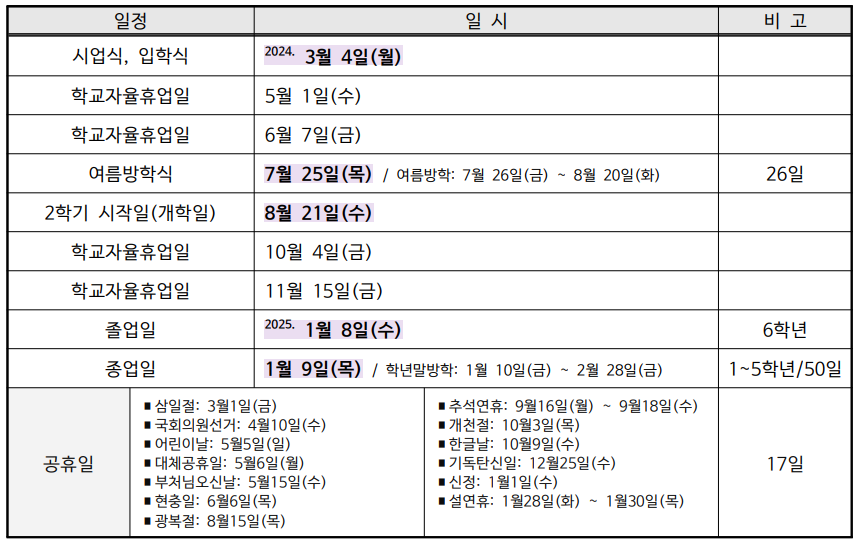 일정 일 시 비 고
시업식, 입학식 2024. 3월 4일(월)
학교자율휴업일 5월 1일(수)
학교자율휴업일 6월 7일(금)
여름방학식 7월 25일(목) / 여름방학: 7월 26일(금) ~ 8월 20일(화) 26일
2학기 시작일(개학일) 8월 21일(수)
학교자율휴업일 10월 4일(금)
학교자율휴업일 11월 15일(금)
졸업일 2025. 1월 8일(수) 6학년
종업일 1월 9일(목) / 학년말방학: 1월 10일(금) ~ 2월 28일(금) 1~5학년/50일
공휴일
■ 삼일절: 3월1일(금)
■ 국회의원선거: 4월10일(수)
■ 어린이날: 5월5일(일)
■ 대체공휴일: 5월6일(월)
■ 부처님오신날: 5월15일(수)
■ 현충일: 6월6일(목)
■ 광복절: 8월15일(목)
■ 추석연휴: 9월16일(월) ~ 9월18일(수)
■ 개천절: 10월3일(목)
■ 한글날: 10월9일(수)
■ 기독탄신일: 12월25일(수)
■ 신정: 1월1일(수)
■ 설연휴: 1월28일(화) ~ 1월30일(목)
17일